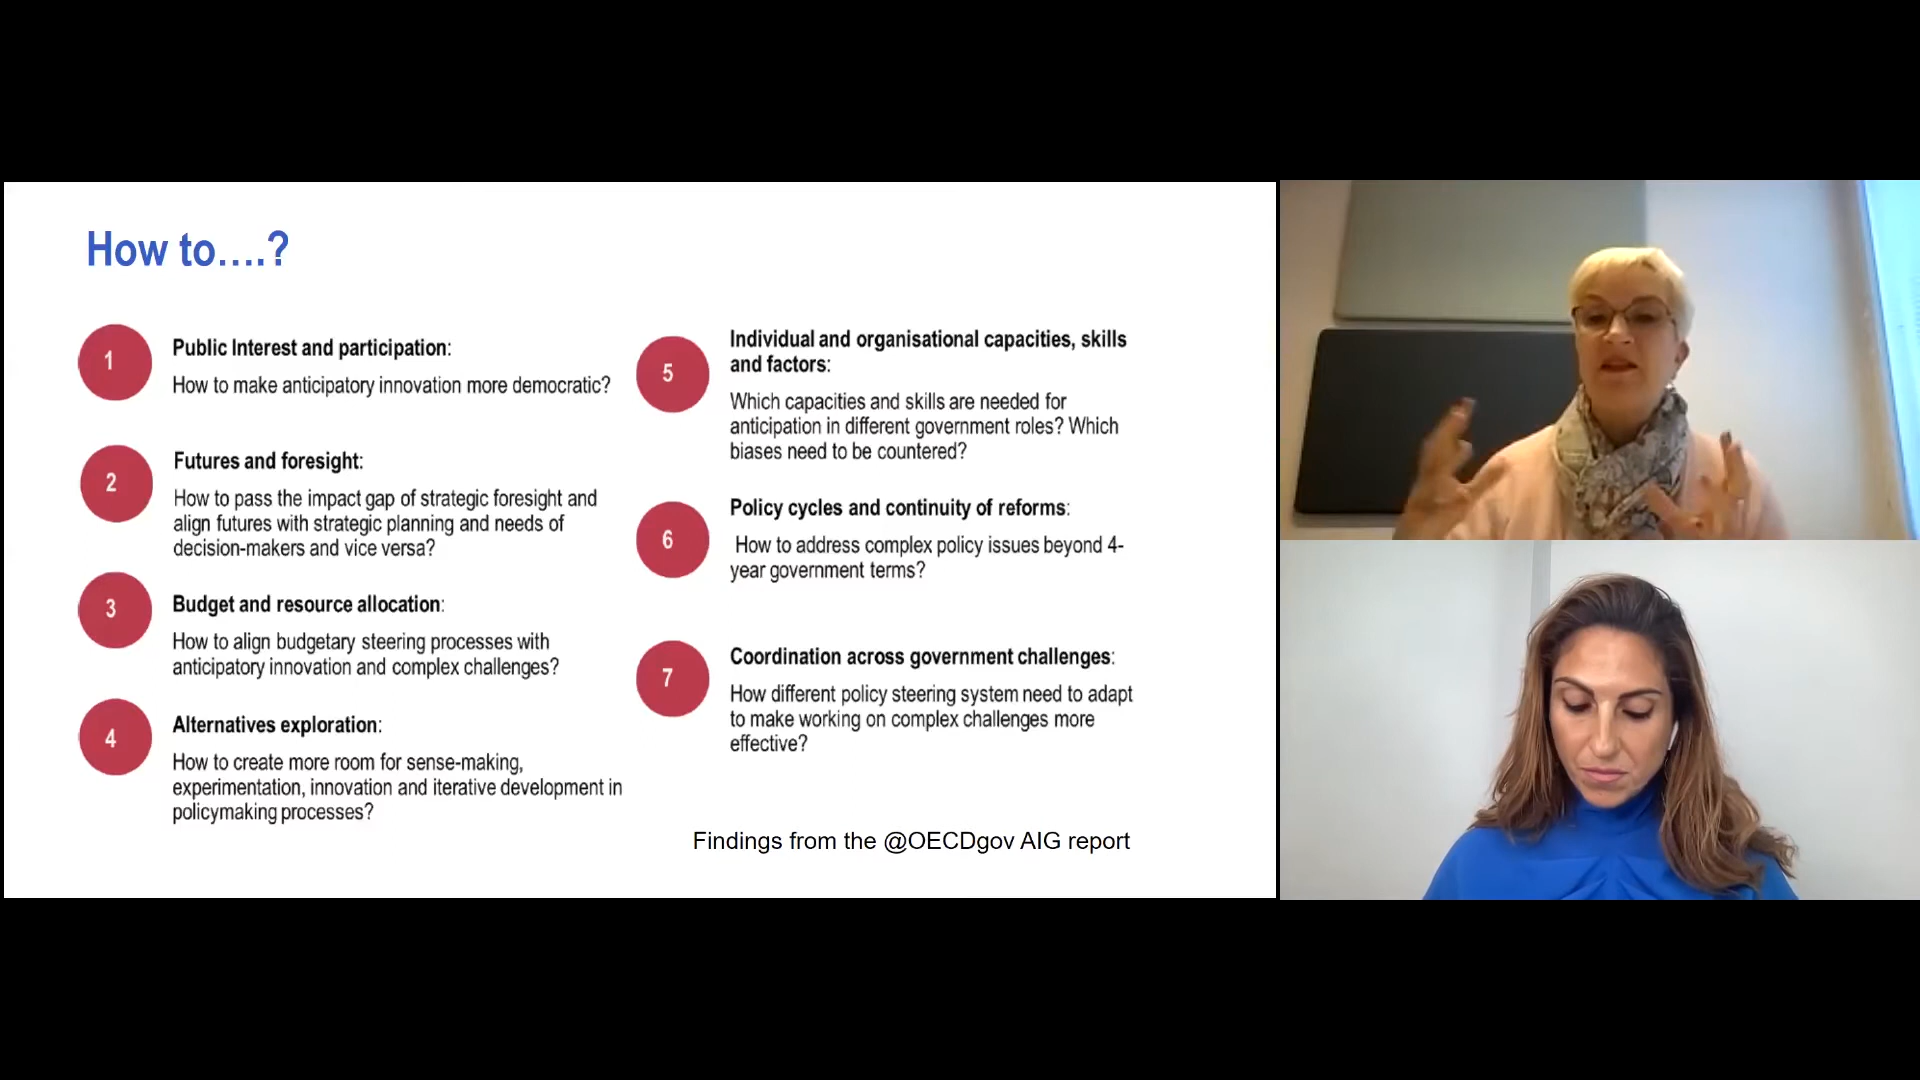 How to....?
1
Public Interest and participation:
How to make anticipatory innovation more democratic?
2
Futures and foresight:
How to pass the impact gap of strategic foresight and
align futures with strategic planning and needs of
decision-makers and vice versa?
3
Budget and resource allocation:
How to align budgetary steering processes with
anticipatory innovation and complex challenges?
4
Alternatives exploration:
How to create more room for sense-making,
experimentation, innovation and iterative development in
policymaking processes?
5
Individual and organisational capacities, skills
and factors:
Which capacities and skills are needed for
anticipation in different government roles? Which
biases need to be countered?
6
Policy cycles and continuity of reforms:
How to address complex policy issues beyond 4-
year government terms?
7
Coordination across government challenges:
How different policy steering system need to adapt
to make working on complex challenges more
effective?
Findings from the @OECDgov AIG report